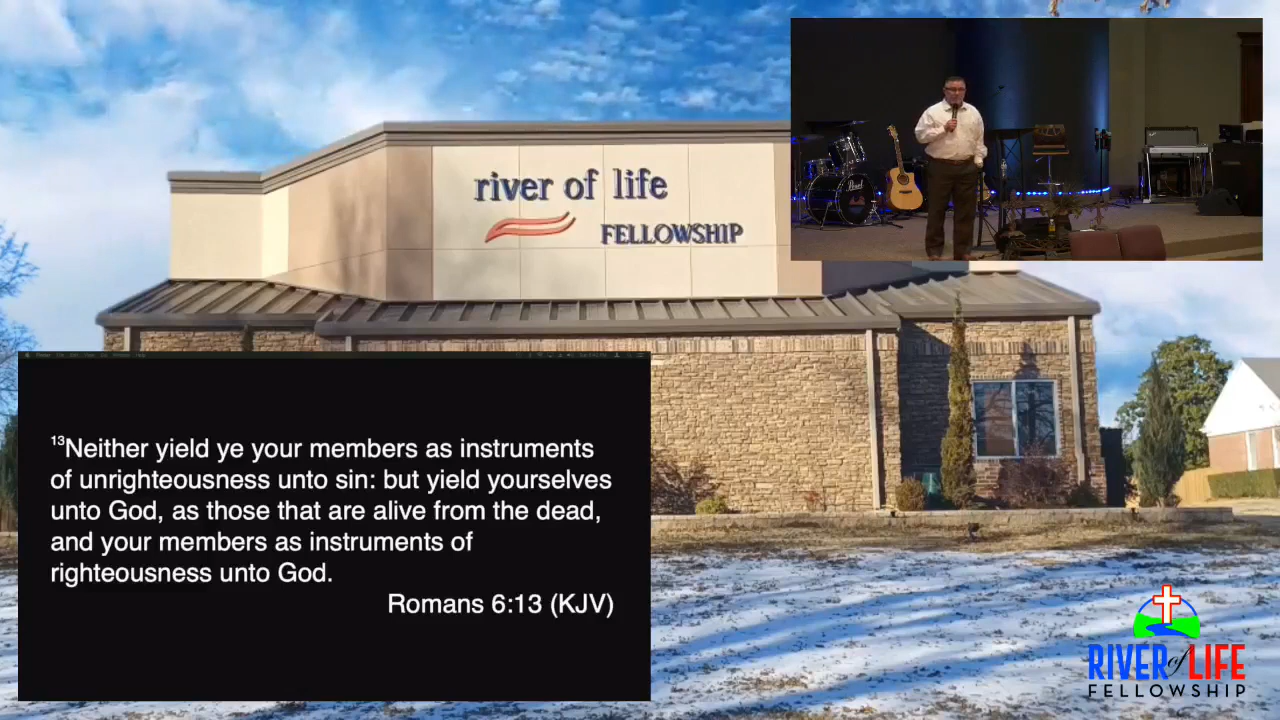 river of life
FELLOWSHIP
Pearl
¹³Neither yield ye your members as instruments
of unrighteousness unto sin: but yield yourselves
unto God, as those that are alive from the dead,
and your members as instruments of
righteousness unto God.
Romans 6:13 (KJV)
RIVER of LIFE
FELLOWSHIP